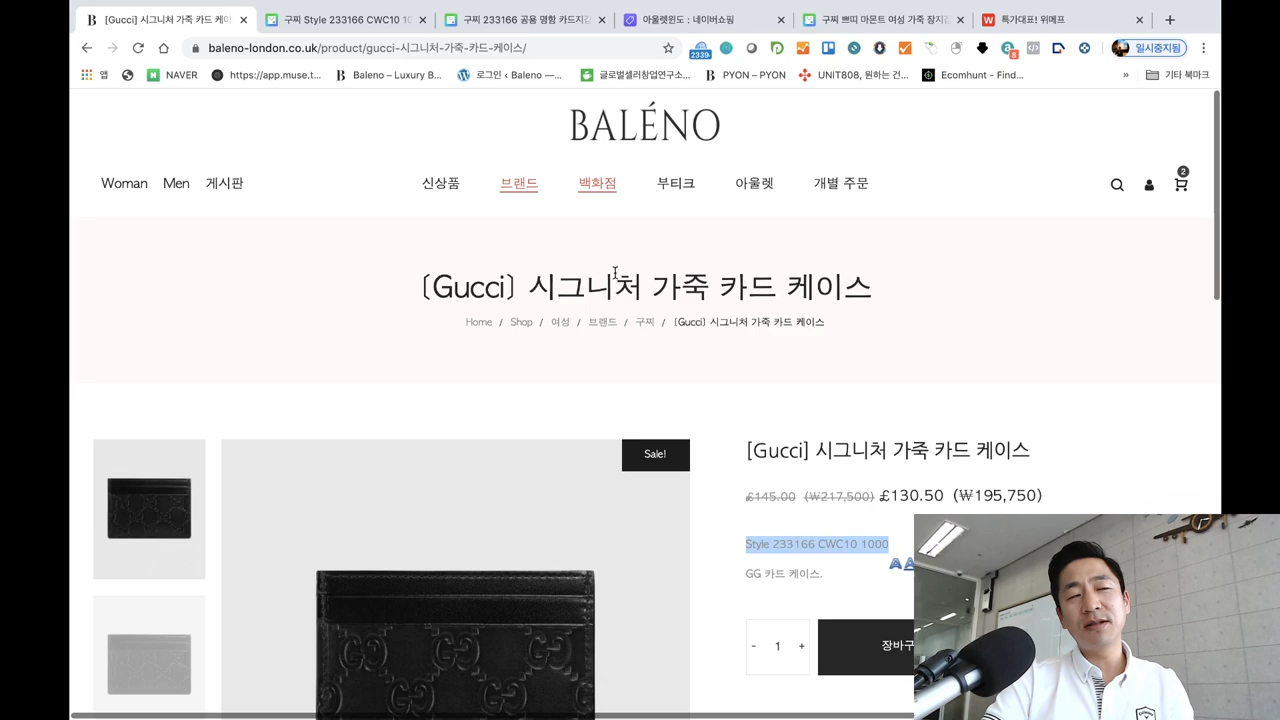 [Gucci] 시그니처 가죽 카드 케이
구찌 Style 233166 CWC10 10
구찌 233166 공용 명함 카드지갑
아울렛윈도 : 네이버쇼핑
구찌 쁘띠 마몬트 여성 가죽 장지갑
특가대표! 위메프
baleno-london.co.uk/product/gucci-시그니처-가죽-카드-케이스/
2339
8
일시중지됨
앱
NAVER
https://app.muse.t...
Baleno – Luxury B...
로그인 ‹ Baleno —...
글로벌셀러창업연구소...
PYON – PYON
UNIT808, 원하는 건...
Ecomhunt - Find...
»
기타 북마크
BALÉNO
Woman
Men
게시판
신상품
브랜드
백화점
부티크
아울렛
개별 주문
2
[Gucci] 시그니처 가죽 카드 케이스
Home / Shop / 여성 / 브랜드 / 구찌 / [Gucci] 시그니처 가죽 카드 케이스
Sale!
[Gucci] 시그니처 가죽 카드 케이스
£145.00 (₩217,500) £130.50 (₩195,750)
Style 233166 CWC10 1000
GG 카드 케이스.
- 1 +
장바구